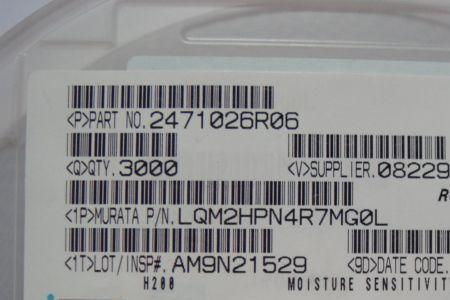 <P>PART NO.2471026R06
<Q>QTY.3000 <V>SUPPLIER.08229
<1P>MURATA P/N.LQM2HPN4R7MG0L
<1T>LOT/INSP#.AM9N21529 <9D>DATE CODE.
H200 MOISTURE SENSITIVIT